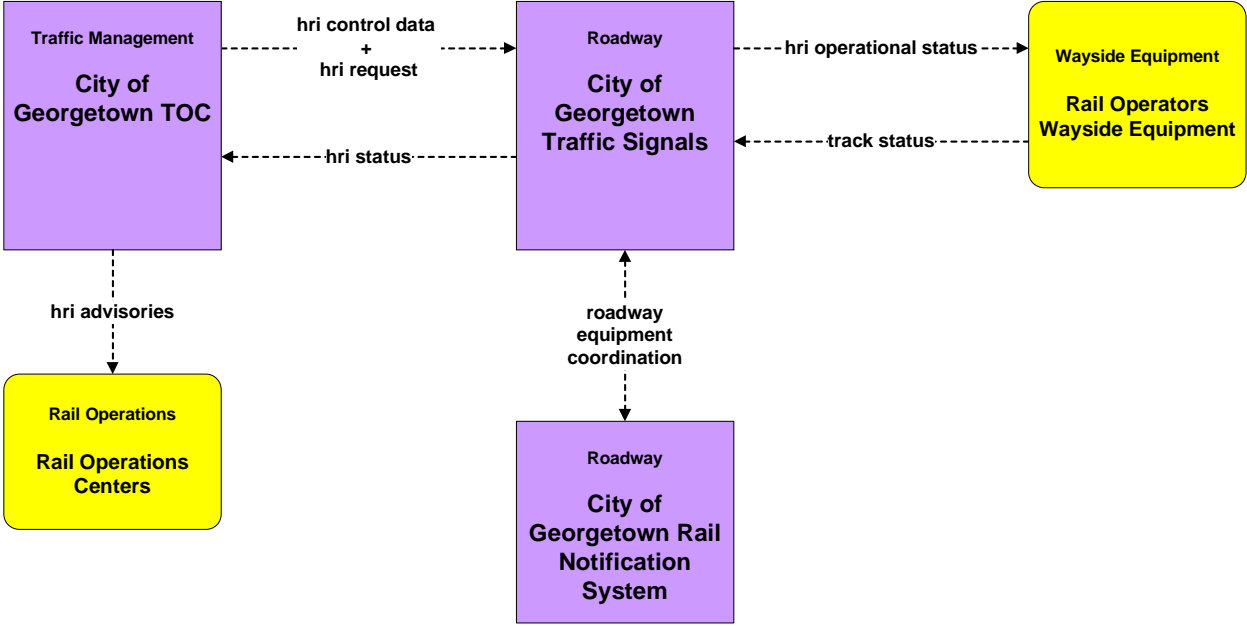 Traffic Management
City of
Georgetown TOC
hri control data
+
hri request
Roadway
City of
Georgetown
Traffic Signals
hri operational status
Wayside Equipment
Rail Operators
Wayside Equipment
hri status
track status
hri advisories
roadway
equipment
coordination
Rail Operations
Rail Operations
Centers
Roadway
City of
Georgetown Rail
Notification
System